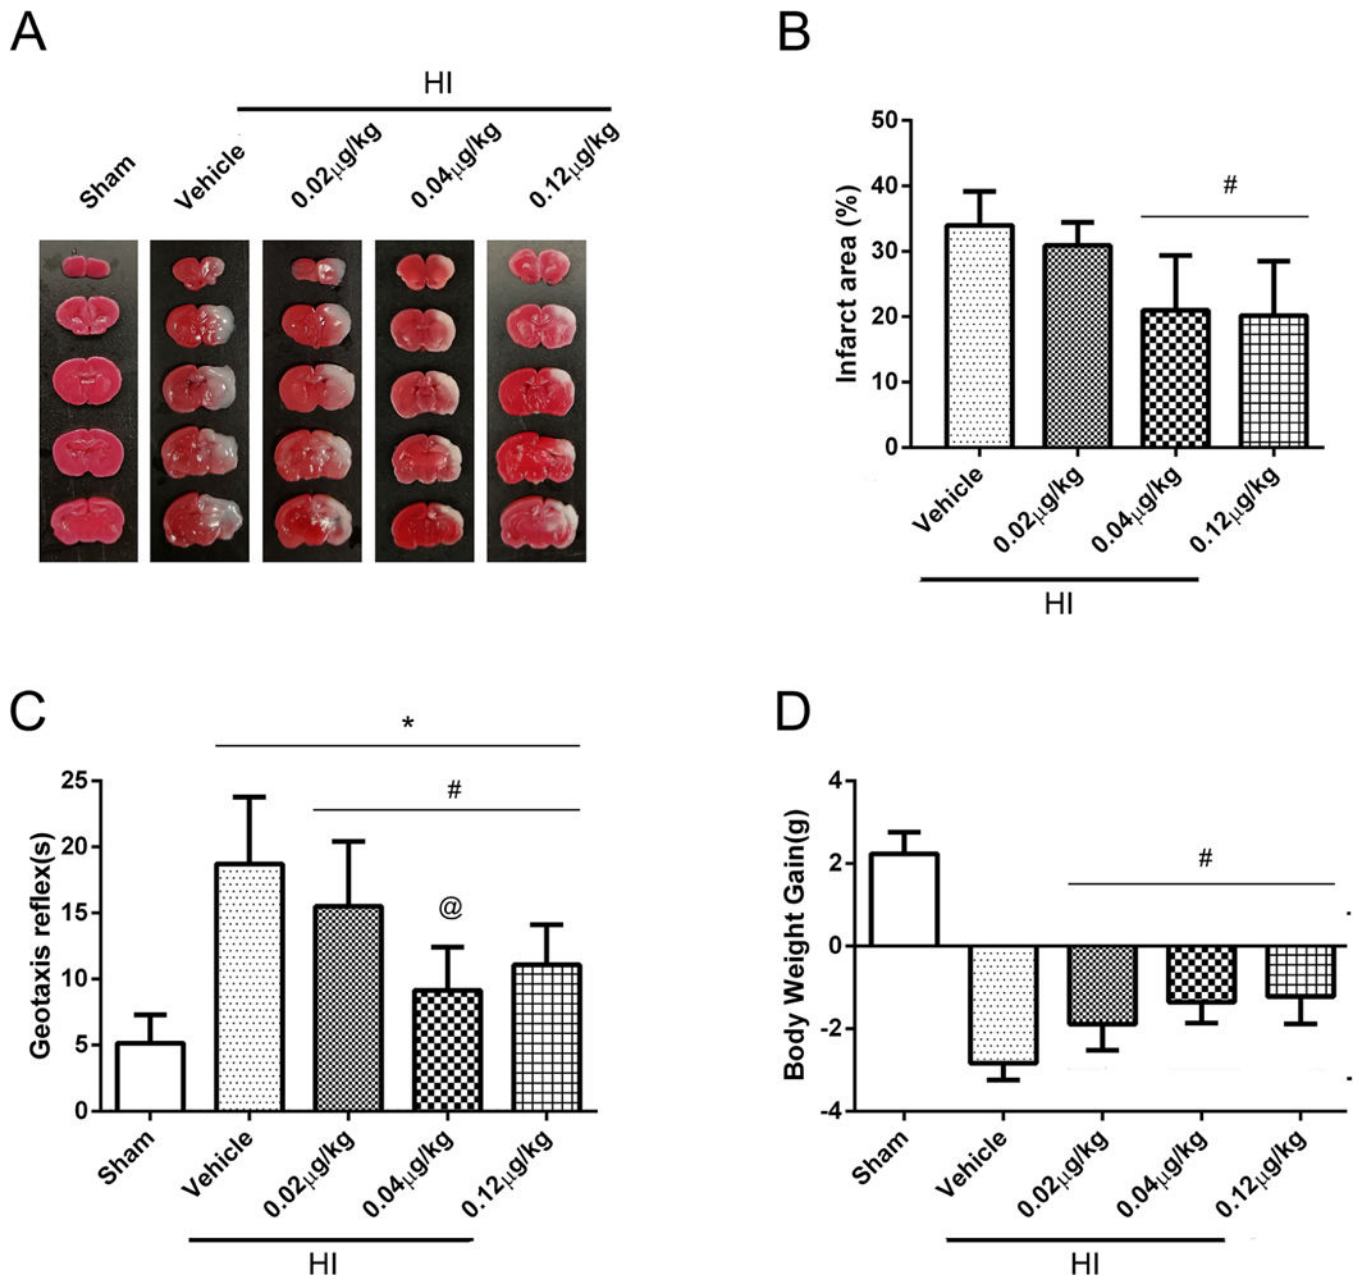 A
HI
Sham
Vehicle
0.02µg/kg
0.04µg/kg
0.12µg/kg
B
Infarct area (%)
50
40
30
20
10
0
#
Vehicle
0.02µg/kg
0.04µg/kg
0.12µg/kg
HI
C
Geotaxis reflex(s)
25
20
15
10
5
0
*
#
@
Sham
Vehicle
0.02µg/kg
0.04µg/kg
0.12µg/kg
HI
D
Body Weight Gain(g)
4
2
0
-2
-4
#
Sham
Vehicle
0.02µg/kg
0.04µg/kg
0.12µg/kg
HI